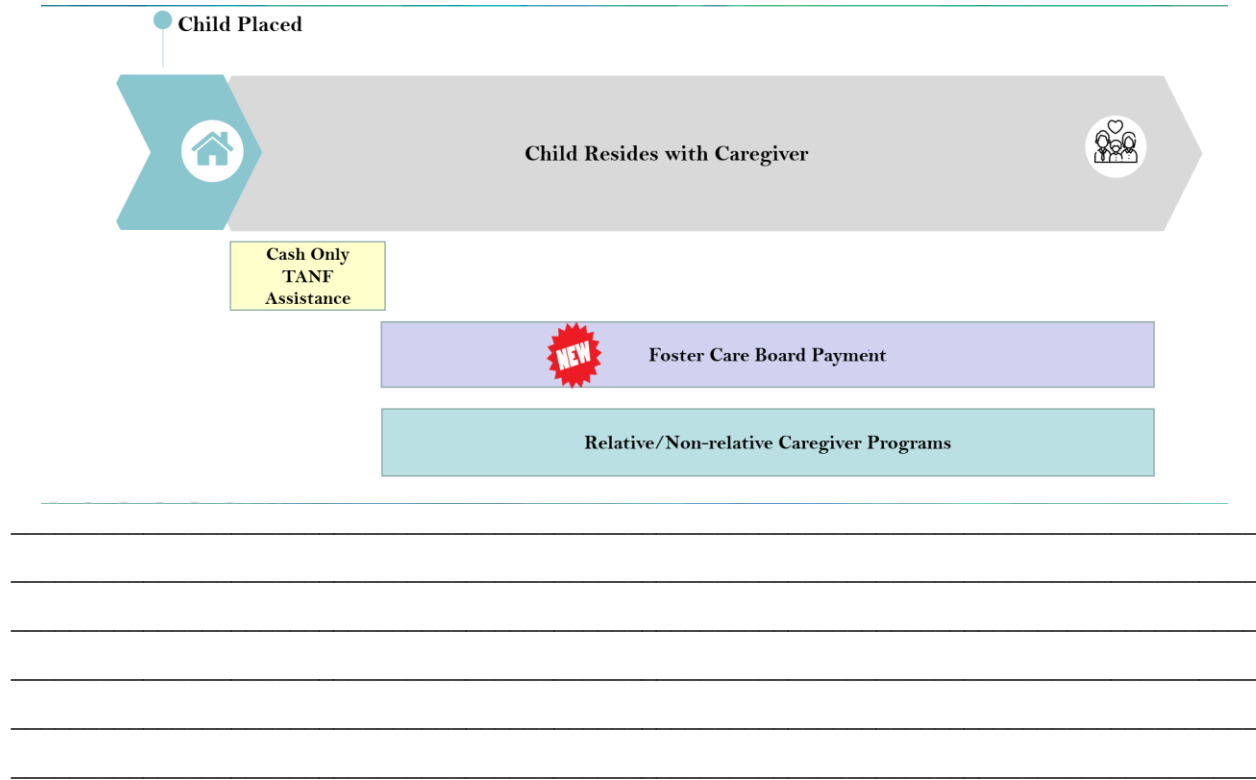 Child Placed
Child Resides with Caregiver
Cash Only
TANF
Assistance
NEW
Foster Care Board Payment
Relative/Non-relative Caregiver Programs